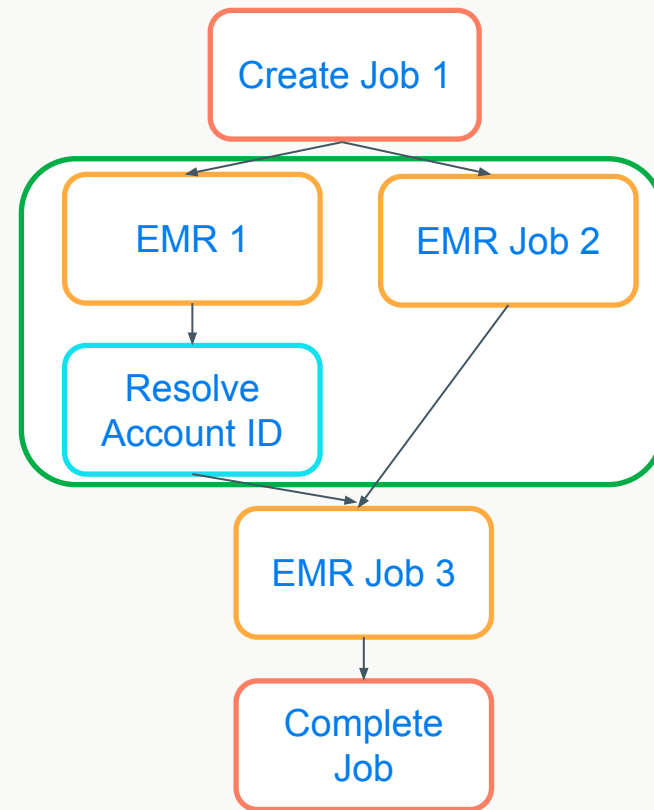 Create Job 1
EMR 1
EMR Job 2
Resolve
Account ID
EMR Job 3
Complete
Job